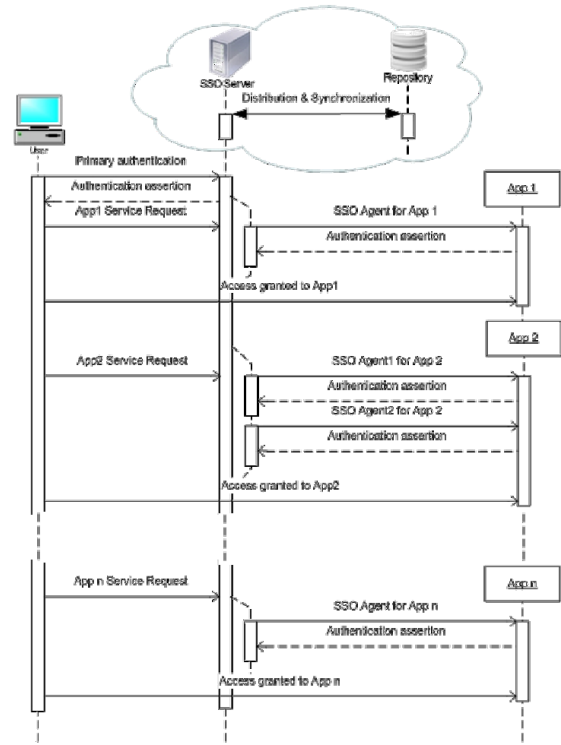 SSO Server
Repository
Distribution & Synchronization
User
Primary authentication
Authentication assertion
App.1
App1 Service Request
SSO Agent for App 1
Authentication assertion
Access granted to App1
App 2
App2 Service Request
SSO Agent1 for App 2
Authentication assertion
SSO Agent2 for App 2
Authentication assertion
Access granted to App2
App n Service Request
App.n
SSO Agent for App n
Authentication assertion
Access granted to App n